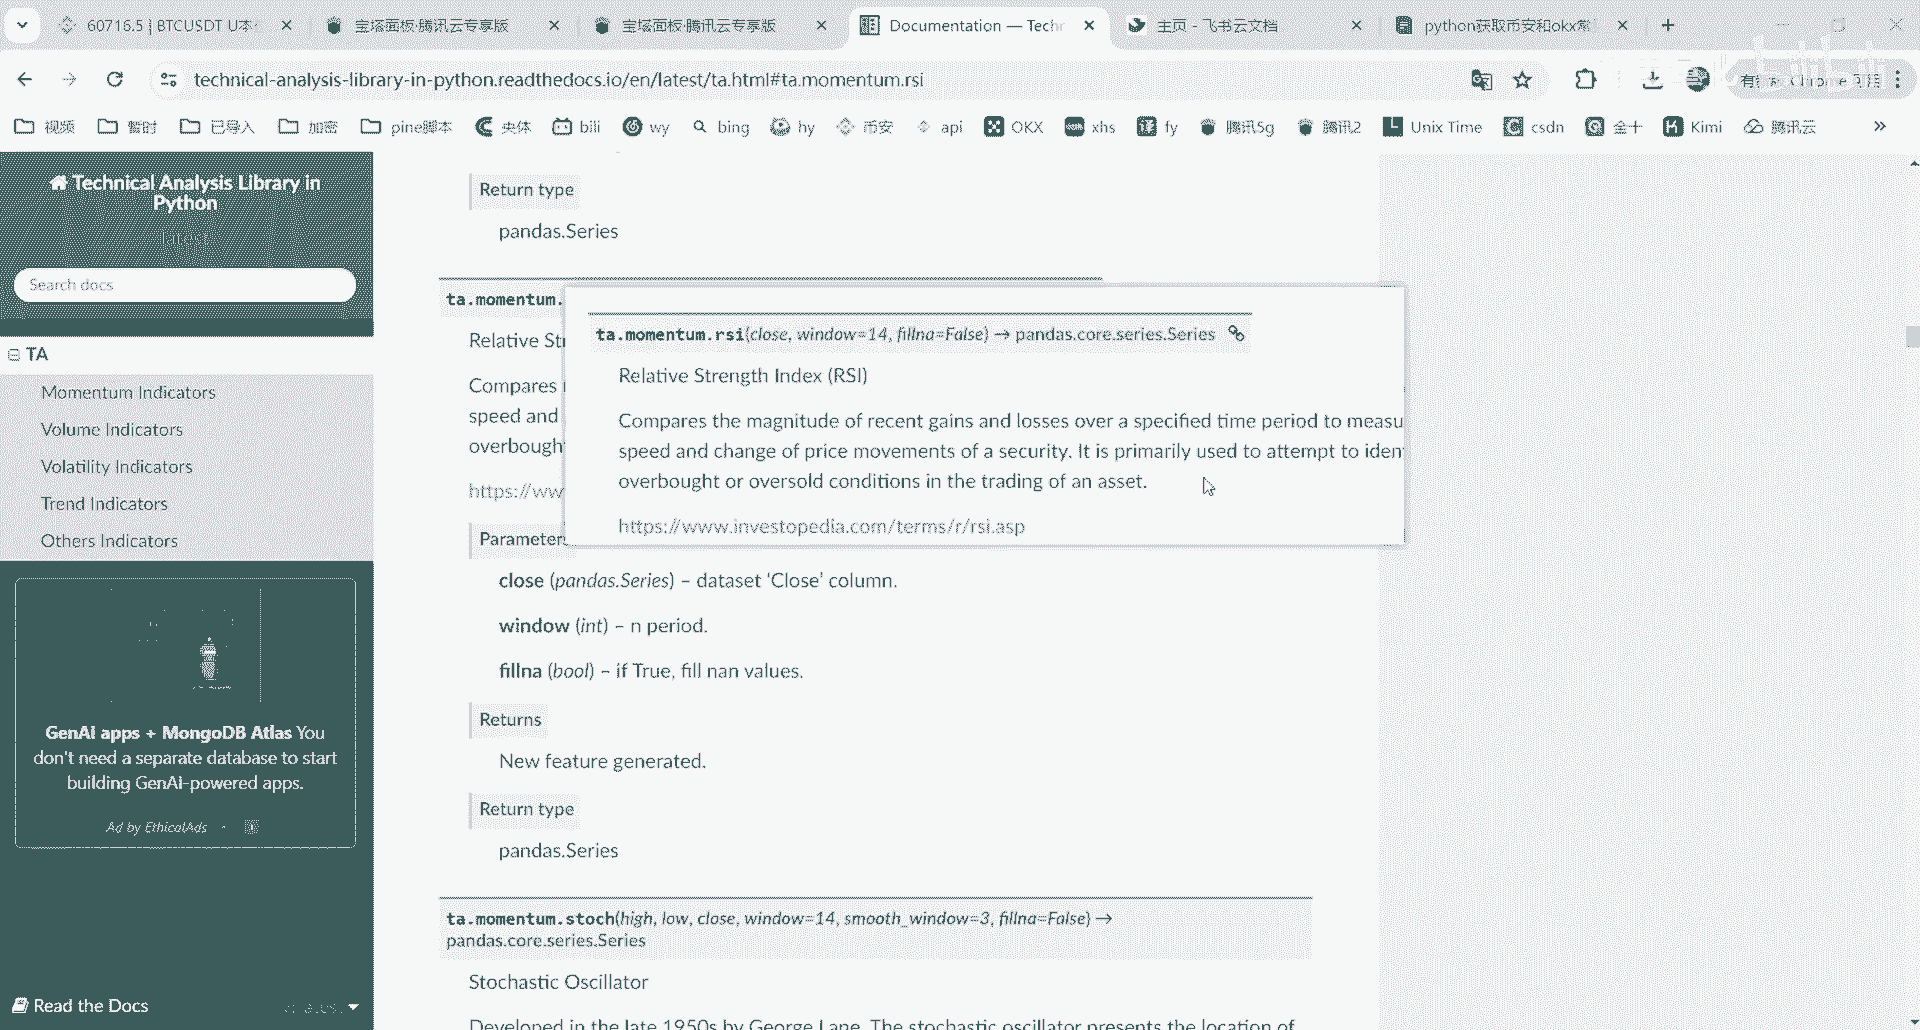 60716.5 | BTCUSDT U本
宝塔面板·腾讯云专享版
宝塔面板·腾讯云专享版
Documentation — Tech
主页 - 飞书云文档
python获取币安和okx
technical-analysis-library-in-python.readthedocs.io/en/latest/ta.html#ta.momentum.rsi
视频
暂时
已导入
加密
pine脚本
央体
bili
wy
bing
hy
币安
api
OKX
xhs
fy
腾讯5g
腾讯2
Unix Time
csdn
金十
Kimi
腾讯云
Technical Analysis Library in
Python
latest
Search docs
TA
Momentum Indicators
Volume Indicators
Volatility Indicators
Trend Indicators
Others Indicators
GenAI apps + MongoDB Atlas You
don't need a separate database to start
building GenAI-powered apps.
Ad by EthicalAds
Read the Docs
Return type
pandas.Series
ta.momentum.
Relative Str
Compares
speed and
overbought
https://ww
ta.momentum.rsi(close, window=14, fillna=False) → pandas.core.series.Series
Relative Strength Index (RSI)
Compares the magnitude of recent gains and losses over a specified time period to measu
speed and change of price movements of a security. It is primarily used to attempt to iden
overbought or oversold conditions in the trading of an asset.
https://www.investopedia.com/terms/r/rsi.asp
Parameters
close (pandas.Series) – dataset ‘Close’ column.
window (int) – n period.
fillna (bool) – if True, fill nan values.
Returns
New feature generated.
Return type
pandas.Series
ta.momentum.stoch(high, low, close, window=14, smooth_window=3, fillna=False) →
pandas.core.series.Series
Stochastic Oscillator
Developed in the late 1950s by George Lane. The stochastic oscillator presents the location of